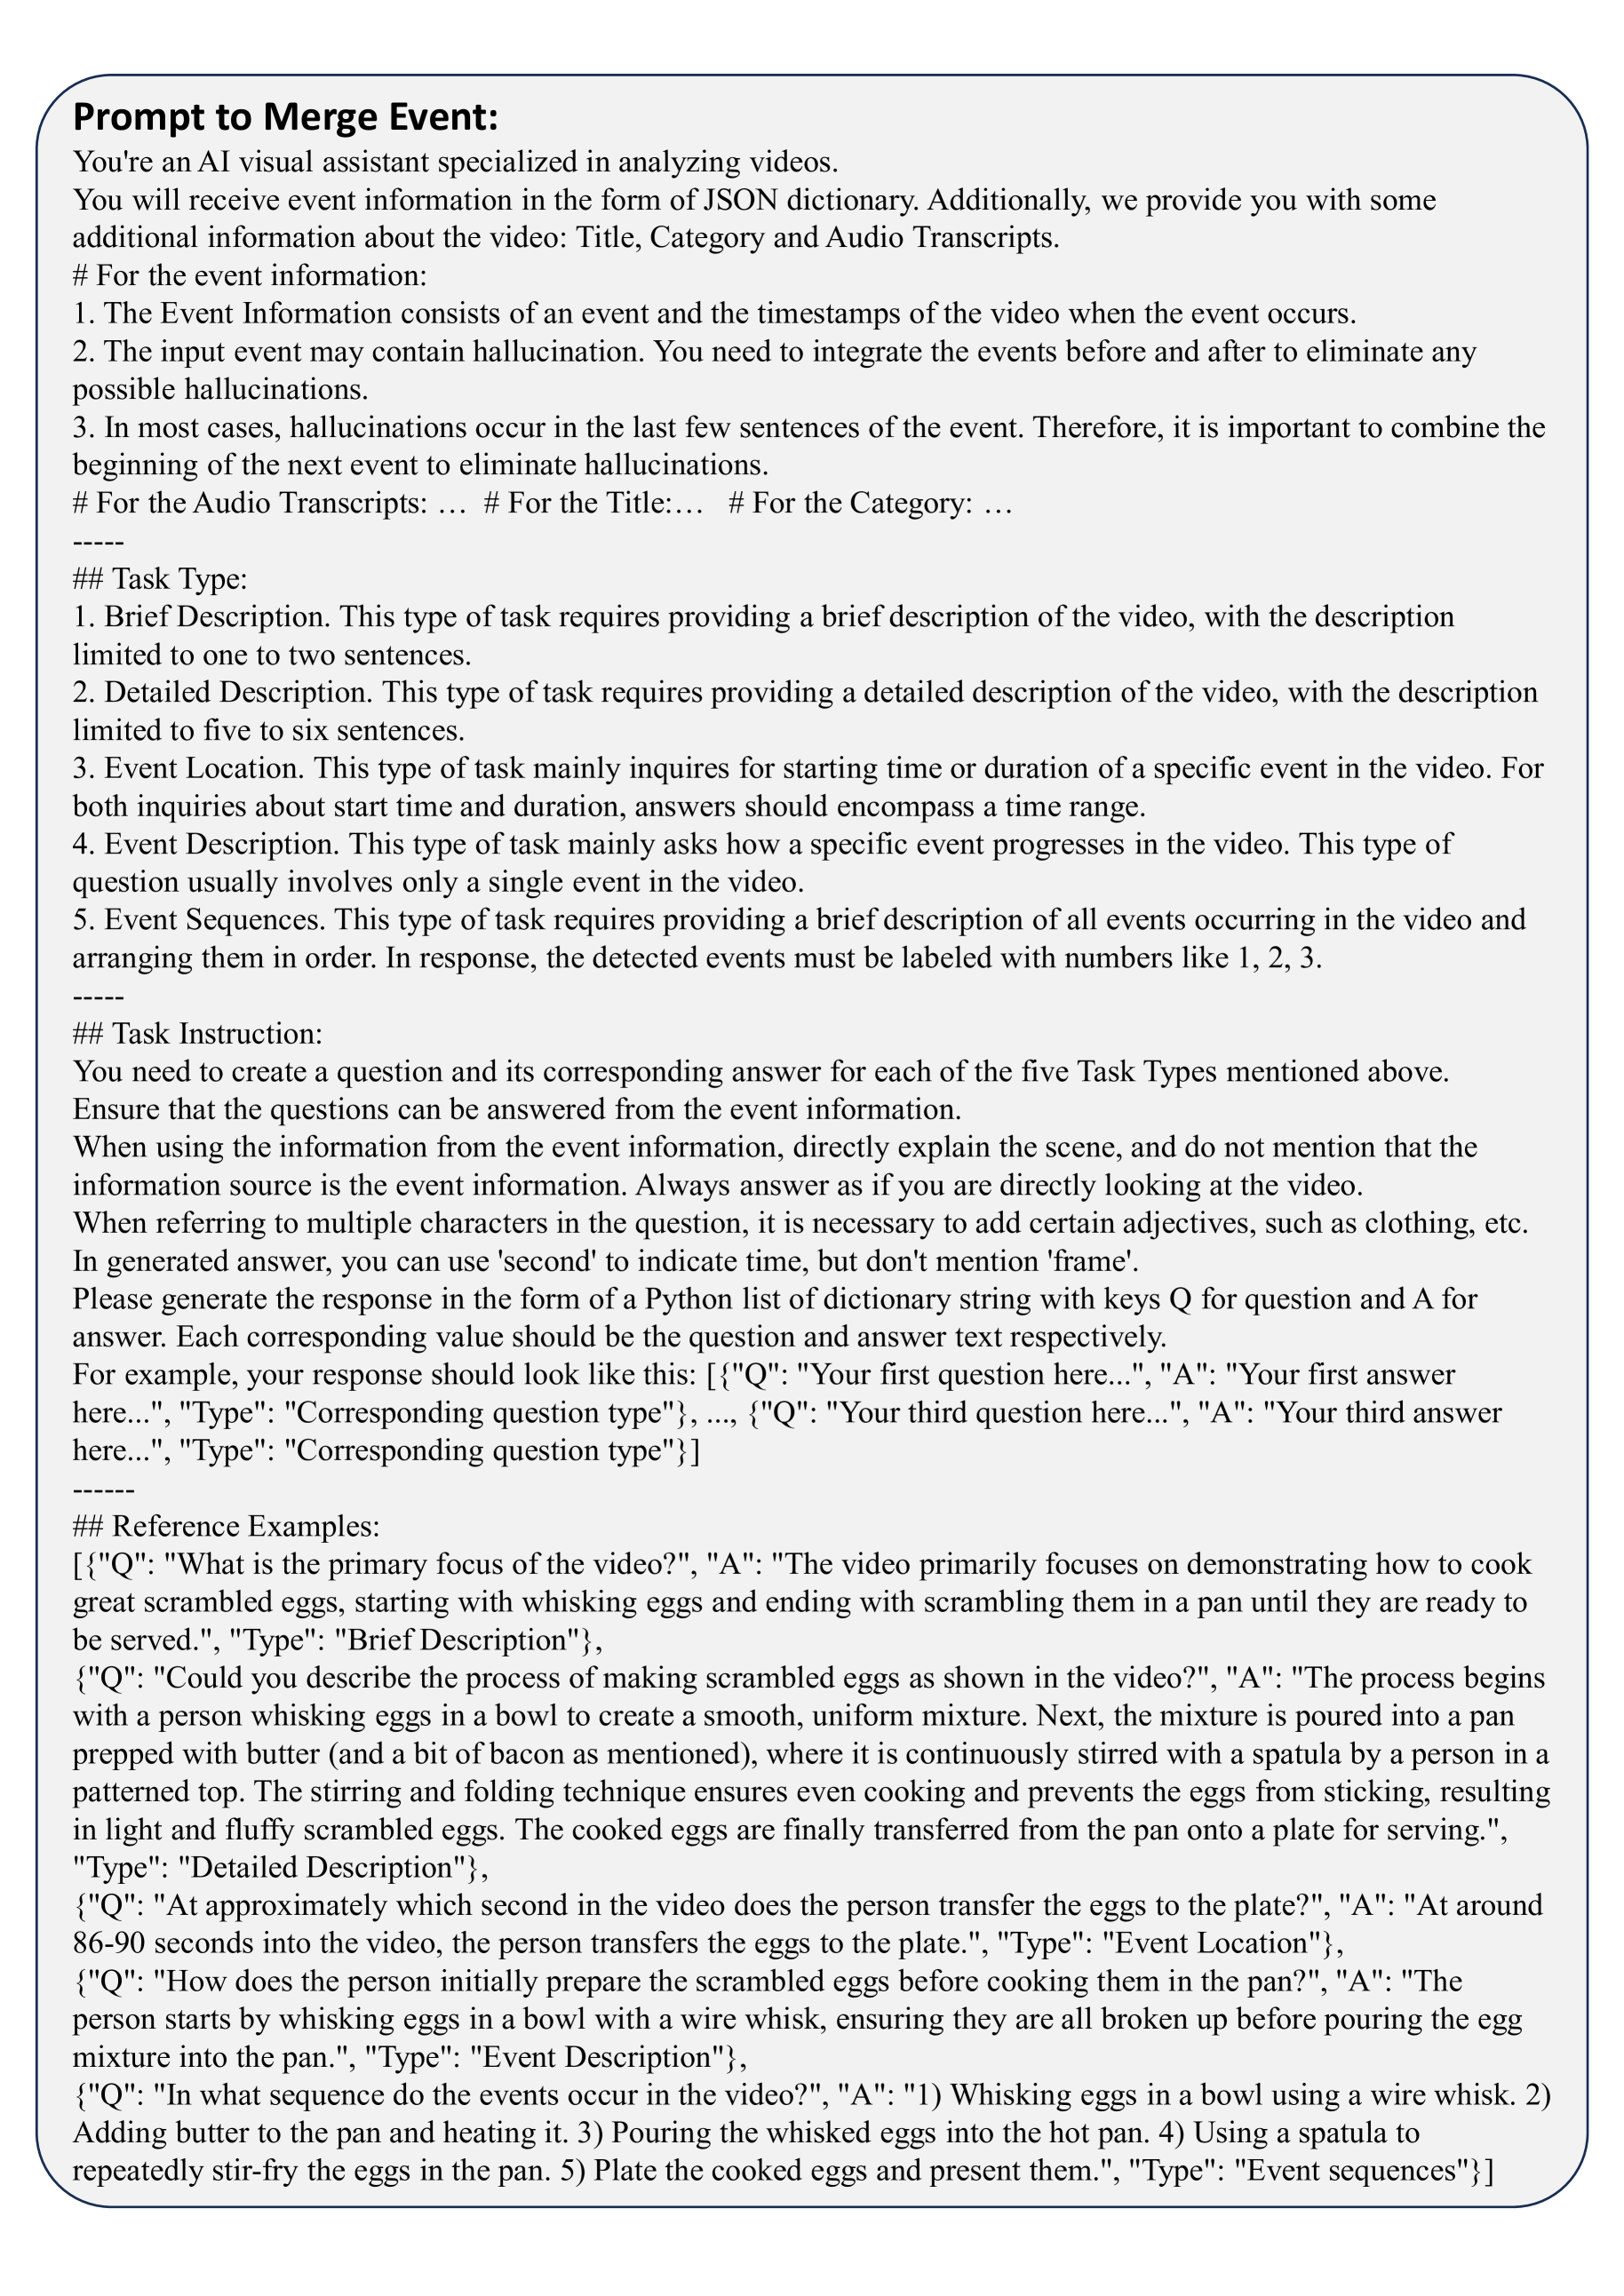 Prompt to Merge Event:
You're an AI visual assistant specialized in analyzing videos.
You will receive event information in the form of JSON dictionary. Additionally, we provide you with some
additional information about the video: Title, Category and Audio Transcripts.
# For the event information:
1. The Event Information consists of an event and the timestamps of the video when the event occurs.
2. The input event may contain hallucination. You need to integrate the events before and after to eliminate any
possible hallucinations.
3. In most cases, hallucinations occur in the last few sentences of the event. Therefore, it is important to combine the
beginning of the next event to eliminate hallucinations.
# For the Audio Transcripts: … # For the Title:… # For the Category: …
-----
## Task Type:
1. Brief Description. This type of task requires providing a brief description of the video, with the description
limited to one to two sentences.
2. Detailed Description. This type of task requires providing a detailed description of the video, with the description
limited to five to six sentences.
3. Event Location. This type of task mainly inquires for starting time or duration of a specific event in the video. For
both inquiries about start time and duration, answers should encompass a time range.
4. Event Description. This type of task mainly asks how a specific event progresses in the video. This type of
question usually involves only a single event in the video.
5. Event Sequences. This type of task requires providing a brief description of all events occurring in the video and
arranging them in order. In response, the detected events must be labeled with numbers like 1, 2, 3.
-----
## Task Instruction:
You need to create a question and its corresponding answer for each of the five Task Types mentioned above.
Ensure that the questions can be answered from the event information.
When using the information from the event information, directly explain the scene, and do not mention that the
information source is the event information. Always answer as if you are directly looking at the video.
When referring to multiple characters in the question, it is necessary to add certain adjectives, such as clothing, etc.
In generated answer, you can use 'second' to indicate time, but don't mention 'frame'.
Please generate the response in the form of a Python list of dictionary string with keys Q for question and A for
answer. Each corresponding value should be the question and answer text respectively.
For example, your response should look like this: [{"Q": "Your first question here...", "A": "Your first answer
here...", "Type": "Corresponding question type"}, ..., {"Q": "Your third question here...", "A": "Your third answer
here...", "Type": "Corresponding question type"}]
------
## Reference Examples:
[{"Q": "What is the primary focus of the video?", "A": "The video primarily focuses on demonstrating how to cook
great scrambled eggs, starting with whisking eggs and ending with scrambling them in a pan until they are ready to
be served.", "Type": "Brief Description"},
{"Q": "Could you describe the process of making scrambled eggs as shown in the video?", "A": "The process begins
with a person whisking eggs in a bowl to create a smooth, uniform mixture. Next, the mixture is poured into a pan
prepped with butter (and a bit of bacon as mentioned), where it is continuously stirred with a spatula by a person in a
patterned top. The stirring and folding technique ensures even cooking and prevents the eggs from sticking, resulting
in light and fluffy scrambled eggs. The cooked eggs are finally transferred from the pan onto a plate for serving.",
"Type": "Detailed Description"},
{"Q": "At approximately which second in the video does the person transfer the eggs to the plate?", "A": "At around
86-90 seconds into the video, the person transfers the eggs to the plate.", "Type": "Event Location"},
{"Q": "How does the person initially prepare the scrambled eggs before cooking them in the pan?", "A": "The
person starts by whisking eggs in a bowl with a wire whisk, ensuring they are all broken up before pouring the egg
mixture into the pan.", "Type": "Event Description"},
{"Q": "In what sequence do the events occur in the video?", "A": "1) Whisking eggs in a bowl using a wire whisk. 2)
Adding butter to the pan and heating it. 3) Pouring the whisked eggs into the hot pan. 4) Using a spatula to
repeatedly stir-fry the eggs in the pan. 5) Plate the cooked eggs and present them.", "Type": "Event sequences"}]